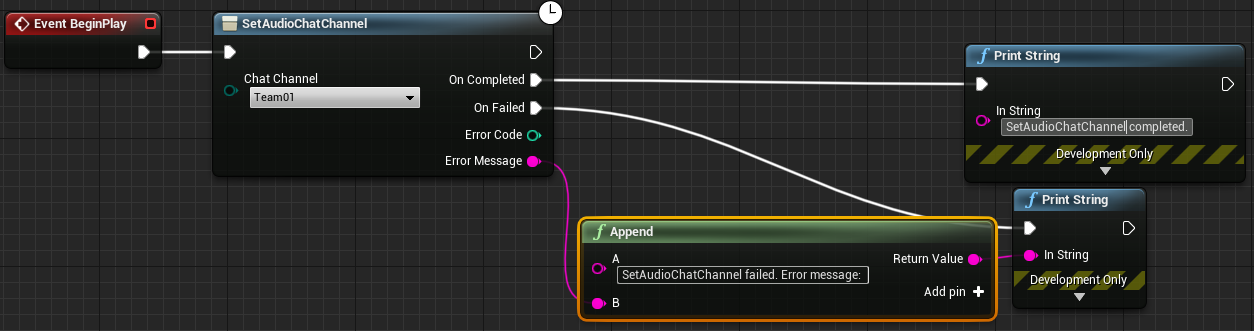 Event BeginPlay
SetAudioChatChannel
Chat Channel
Team01
On Completed
On Failed
Error Code
Error Message
f Print String
In String
SetAudioChatChannel completed.
Development Only
f Print String
In String
Development Only
f Append
A
SetAudioChatChannel failed. Error message:
B
Return Value
Add pin +